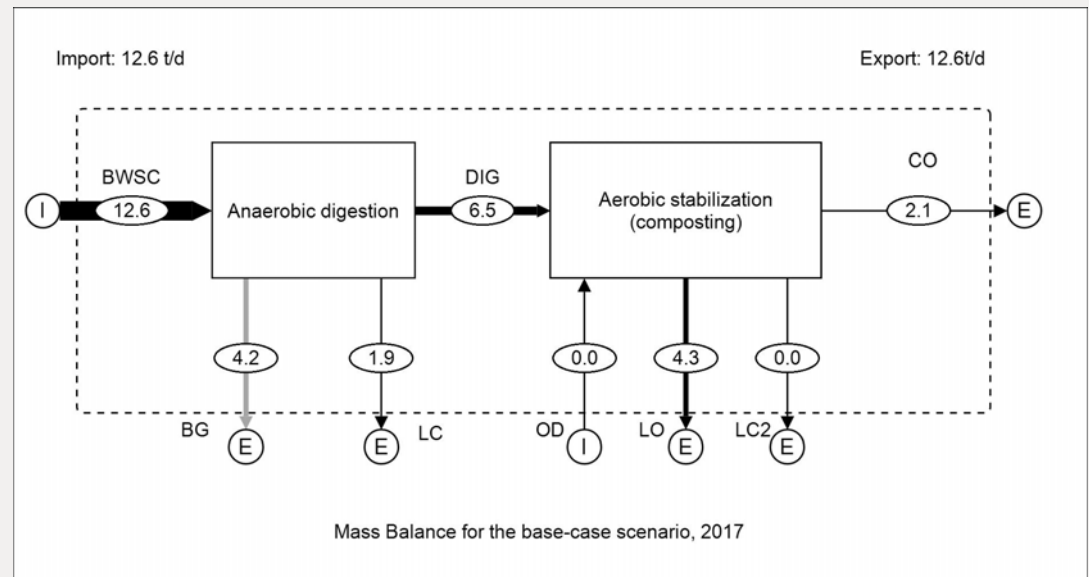 Import: 12.6 t/d
Export: 12.6t/d
BWSC
DIG
CO
I
12.6
Anaerobic digestion
6.5
Aerobic stabilization
(composting)
2.1
E
4.2
1.9
0.0
4.3
0.0
BG
E
E
LC
OD
I
LO
E
LC2
E
Mass Balance for the base-case scenario, 2017